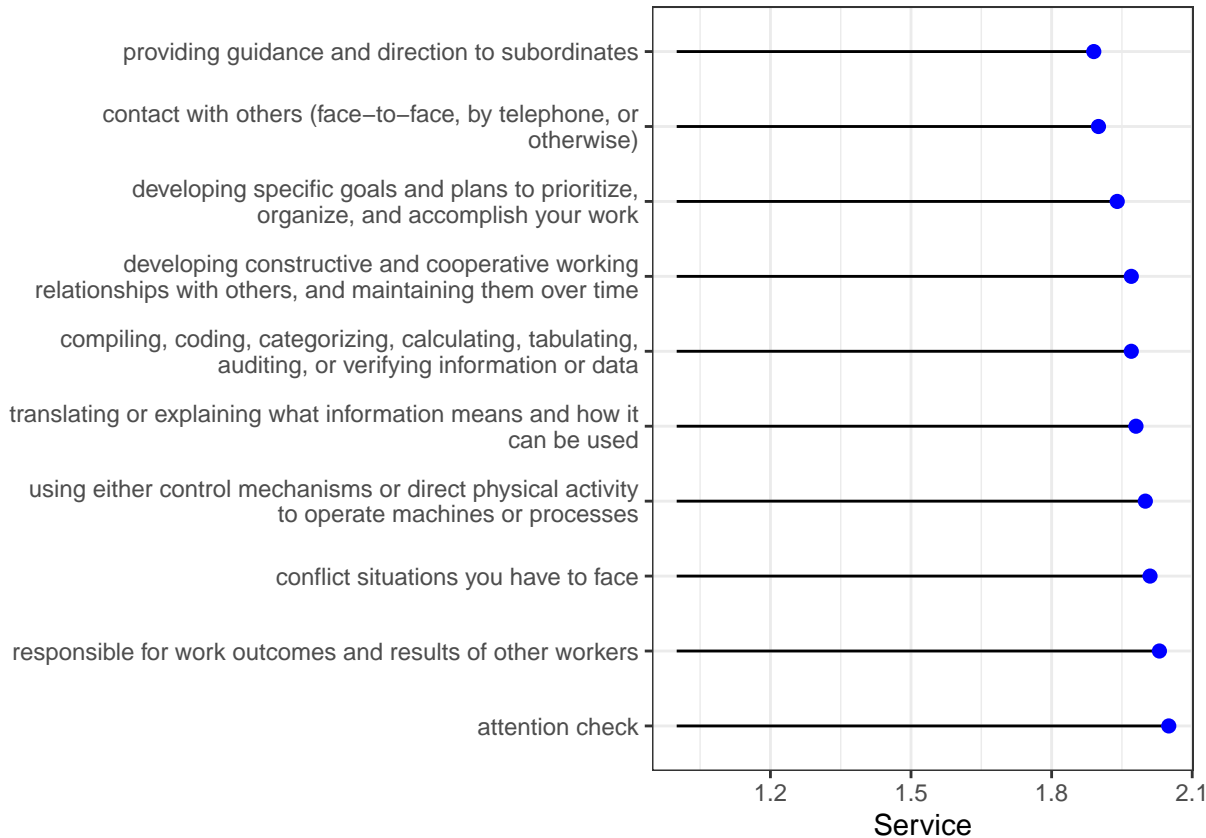 providing guidance and direction to subordinates
contact with others (face−to−face, by telephone, or
otherwise)
developing specific goals and plans to prioritize,
organize, and accomplish your work
developing constructive and cooperative working
relationships with others, and maintaining them over time
compiling, coding, categorizing, calculating, tabulating,
auditing, or verifying information or data
translating or explaining what information means and how it
can be used
using either control mechanisms or direct physical activity
to operate machines or processes
conflict situations you have to face
responsible for work outcomes and results of other workers
attention check
1.2 1.5 1.8 2.1
Service